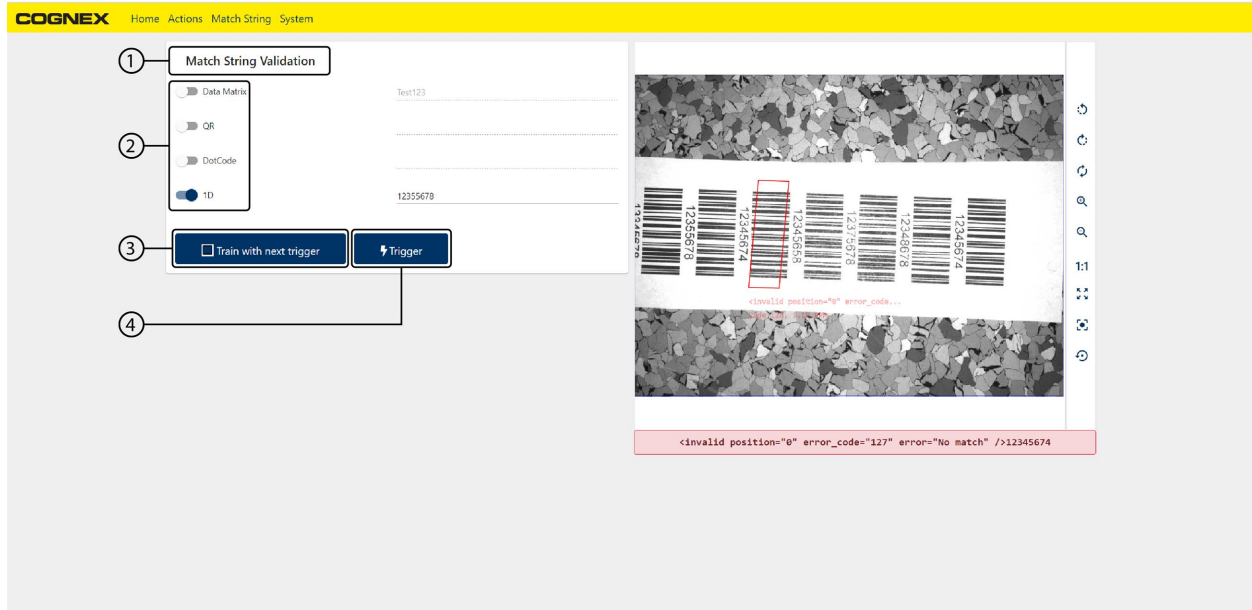 COGNEX Home Actions Match String System
1 Match String Validation
2
Data Matrix Test123
QR
DotCode
1D 12355678
3 Train with next trigger Trigger
4
12355678
12345674
12345658
12375678
12348678
12345674
<invalid position="0" error_code...
1:1
<invalid position="0" error_code="127" error="No match" />12345674